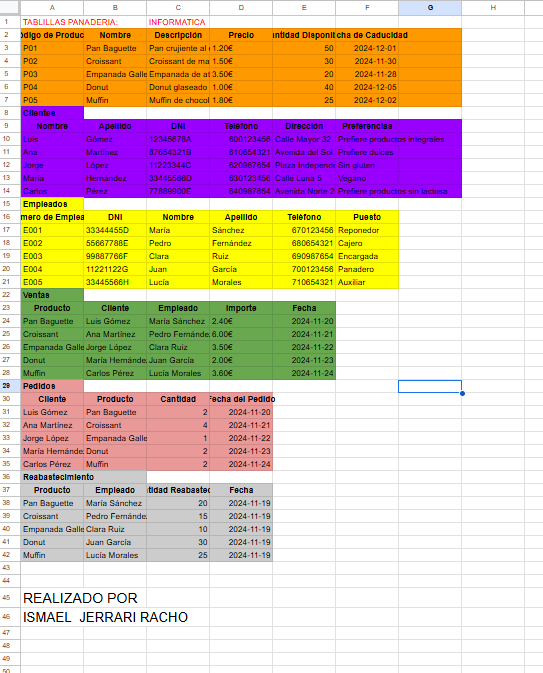 A B C D E F G H
1 TABLILLAS PANADERIA: INFORMATICA
2 ódigo de Produc Nombre Descripción Precio antidad Disponit cha de Caducidad
3 P01 Pan Baguette Pan crujiente al 1.20€ 50 2024-12-01
4 P02 Croissant Croissant de ma 1.50€ 30 2024-11-30
5 P03 Empanada Galle Empanada de at 3.50€ 20 2024-11-28
6 P04 Donut Donut glaseado 1.00€ 40 2024-12-05
7 P05 Muffin Muffin de chocol 1.80€ 25 2024-12-02
8 Clientes
9 Nombre Apellido DNI Teléfono Dirección Preferencias
10 Luis Gómez 12345678A 600123456 Calle Mayor 32 Prefiere productos integrales
11 Ana Martínez 87654321B 610654321 Avenida del Sol Prefiere dulces
12 Jorge López 11223344C 620987654 Plaza Independe Sin gluten
13 María Hernández 33445566D 630123456 Calle Luna 5 Vegano
14 Carlos Pérez 77889900E 640987654 Avenida Norte 2 Prefiere productos sin lactosa
15 Empleados
16 mero de Emplea DNI Nombre Apellido Teléfono Puesto
17 E001 33344455D María Sánchez 670123456 Reponedor
18 E002 55667788E Pedro Fernández 680654321 Cajero
19 E003 99887766F Clara Ruiz 690987654 Encargada
20 E004 11221122G Juan García 700123456 Panadero
21 E005 33445566H Lucía Morales 710654321 Auxiliar
22 Ventas
23 Producto Cliente Empleado Importe Fecha
24 Pan Baguette Luis Gómez María Sánchez 2.40€ 2024-11-20
25 Croissant Ana Martínez Pedro Fernánde 6.00€ 2024-11-21
26 Empanada Galle Jorge López Clara Ruiz 3.50€ 2024-11-22
27 Donut María Hernánde Juan García 2.00€ 2024-11-23
28 Muffin Carlos Pérez Lucía Morales 3.60€ 2024-11-24
29 Pedidos
30 Cliente Producto Cantidad Fecha del Pedido
31 Luis Gómez Pan Baguette 2 2024-11-20
32 Ana Martínez Croissant 4 2024-11-21
33 Jorge López Empanada Galle 1 2024-11-22
34 María Hernánde Donut 2 2024-11-23
35 Carlos Pérez Muffin 2 2024-11-24
36 Reabastecimiento
37 Producto Empleado ntidad Reabastec Fecha
38 Pan Baguette María Sánchez 20 2024-11-19
39 Croissant Pedro Fernánde 15 2024-11-19
40 Empanada Galle Clara Ruiz 10 2024-11-19
41 Donut Juan García 30 2024-11-19
42 Muffin Lucía Morales 25 2024-11-19
43
44
45 REALIZADO POR
46 ISMAEL JERRARI RACHO
47
48
49
50